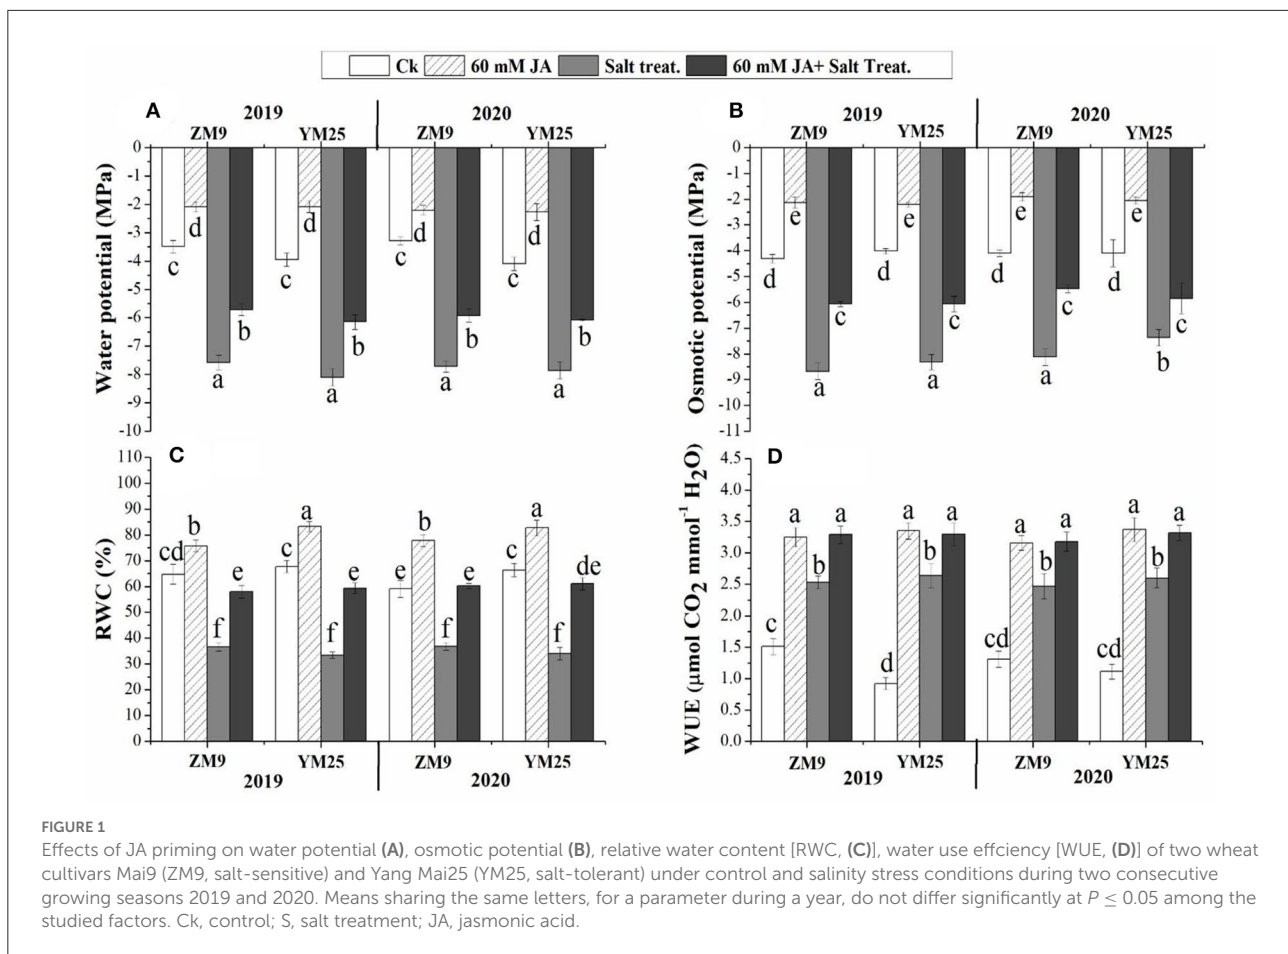 Ck 60 mM JA Salt treat. 60 mM JA+ Salt Treat.
A
2019 2020
ZM9 YM25 ZM9 YM25
Water potential (MPa)
0
-1
-2
-3
-4
-5
-6
-7
-8
-9
-10
c d a b c d a b c d a b c d a b
B
2019 2020
ZM9 YM25 ZM9 YM25
Osmotic potential (MPa)
0
-1
-2
-3
-4
-5
-6
-7
-8
-9
-10
-11
d e a c d e a c d e a c d e b c
C
RWC (%)
110
100
90
80
70
60
50
40
30
20
10
0
cd b f e c a f e e b f e c a f de
ZM9 YM25 ZM9 YM25
2019 2020
D
WUE (µmol CO2 mmol-1 H2O)
4.5
4.0
3.5
3.0
2.5
2.0
1.5
1.0
0.5
0.0
c a b a d a b a cd a b a cd a b a
ZM9 YM25 ZM9 YM25
2019 2020
FIGURE 1
Effects of JA priming on water potential (A), osmotic potential (B), relative water content [RWC, (C)], water use effciency [WUE, (D)] of two wheat
cultivars Mai9 (ZM9, salt-sensitive) and Yang Mai25 (YM25, salt-tolerant) under control and salinity stress conditions during two consecutive
growing seasons 2019 and 2020. Means sharing the same letters, for a parameter during a year, do not differ significantly at P ≤ 0.05 among the
studied factors. Ck, control; S, salt treatment; JA, jasmonic acid.